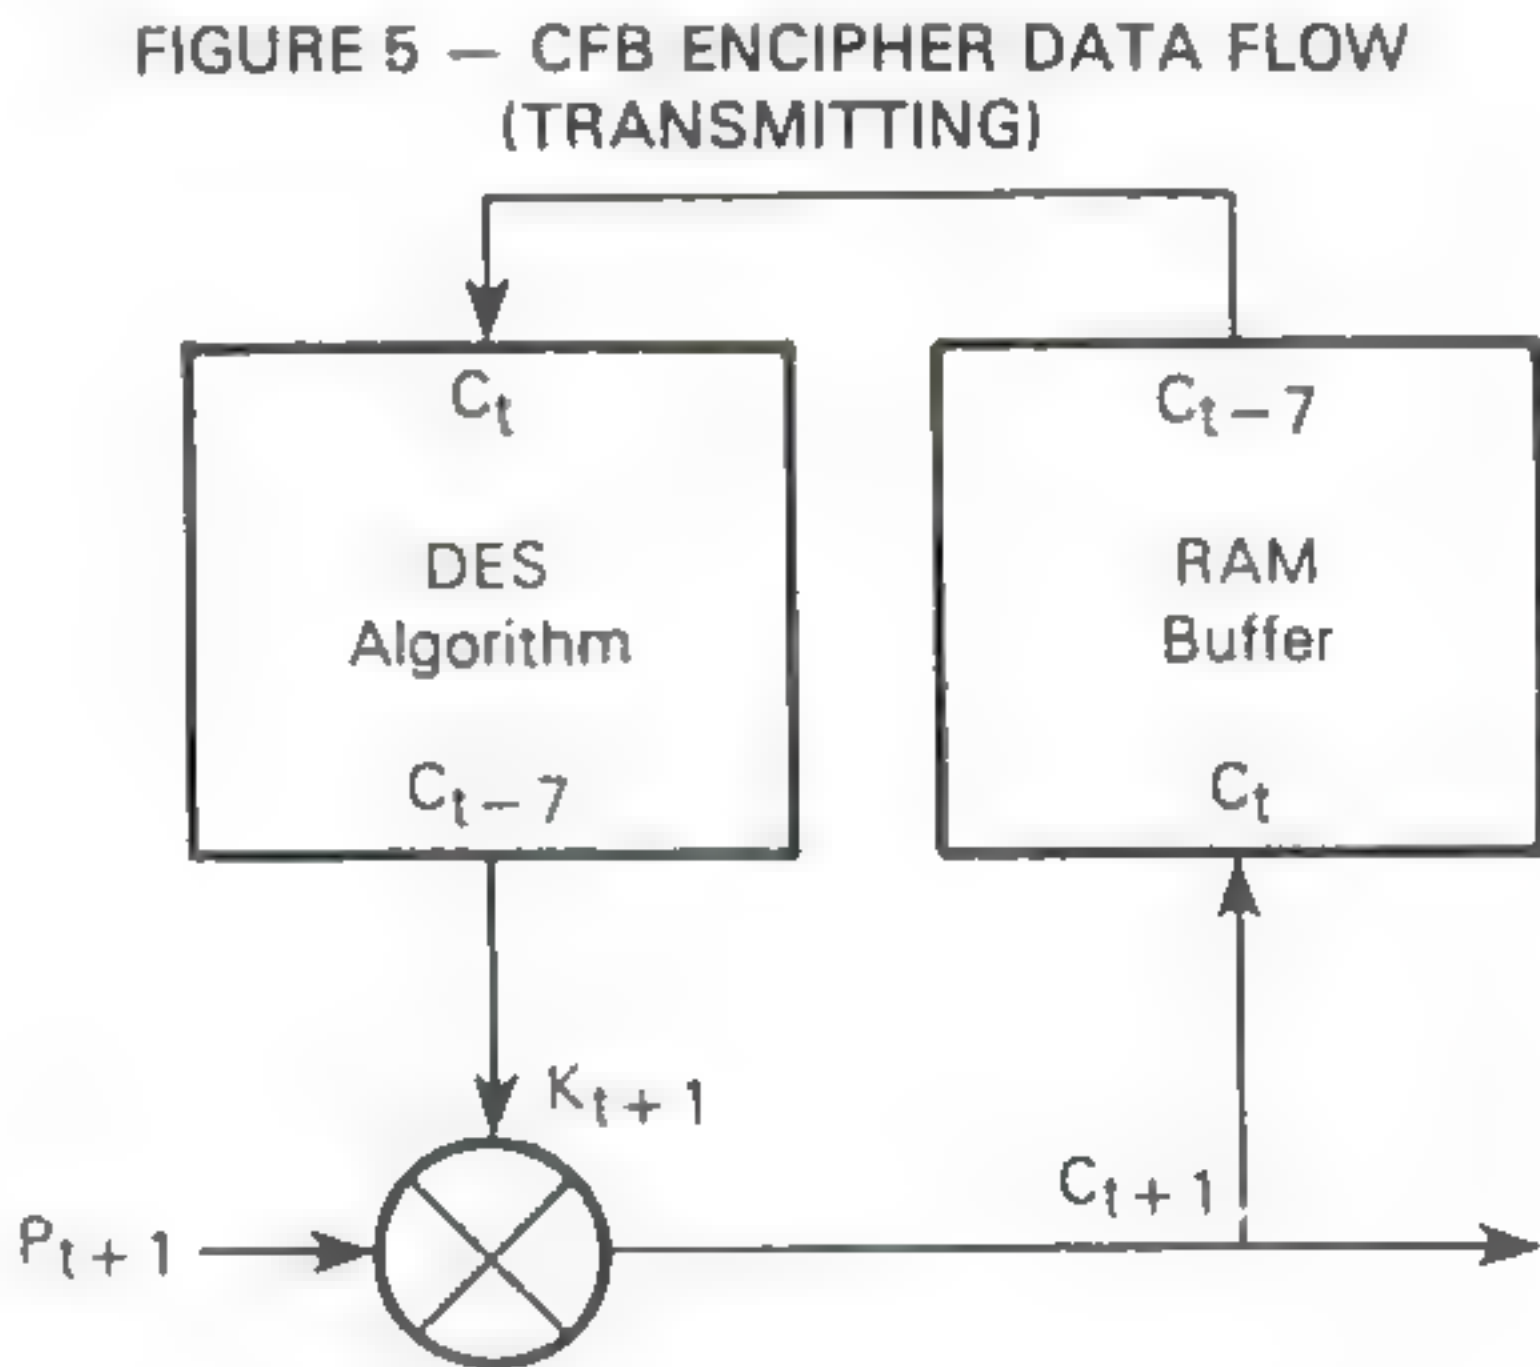 FIGURE 5 — CFB ENCIPHER DATA FLOW
(TRANSMITTING)
Cₜ
DES
Algorithm
Cₜ₋₇
Cₜ₋₇
RAM
Buffer
Cₜ
Kₜ₊₁
Cₜ₊₁
Pₜ₊₁